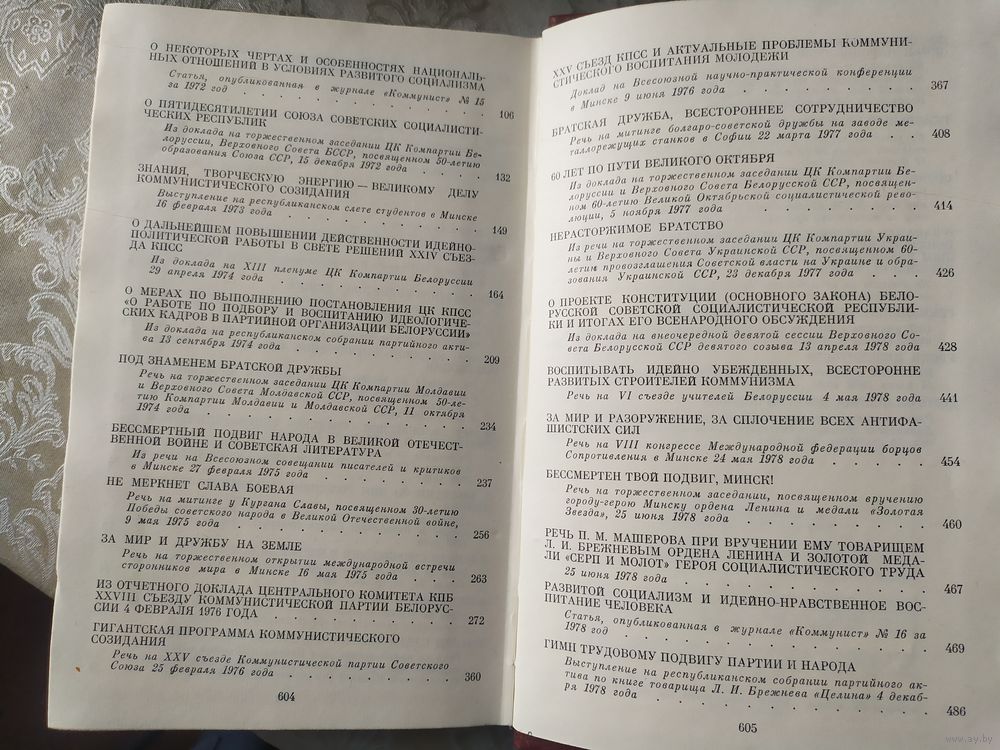 О НЕКОТОРЫХ ЧЕРТАХ И ОСОБЕННОСТЯХ НАЦИОНАЛЬ-
НЫХ ОТНОШЕНИЙ В УСЛОВИЯХ РАЗВИТОГО СОЦИАЛИЗМА
Статья, опубликованная в журнале «Коммунист» № 15
за 1972 год . . . . . . . . . . 106
О ПЯТИДЕСЯТИЛЕТИИ СОЮЗА СОВЕТСКИХ СОЦИАЛИСТИ-
ЧЕСКИХ РЕСПУБЛИК
Из доклада на торжественном заседании ЦК Компартии Бе-
лоруссии, Верховного Совета БССР, посвященном 50-летию
образования Союза ССР, 15 декабря 1972 года . . . . 132
ЗНАНИЯ, ТВОРЧЕСКУЮ ЭНЕРГИЮ — ВЕЛИКОМУ ДЕЛУ
КОММУНИСТИЧЕСКОГО СОЗИДАНИЯ
Выступление на республиканском слете студентов в Минске
16 февраля 1973 года . . . . . . . . 149
О ДАЛЬНЕЙШЕМ ПОВЫШЕНИИ ДЕЙСТВЕННОСТИ ИДЕЙНО-
ПОЛИТИЧЕСКОЙ РАБОТЫ В СВЕТЕ РЕШЕНИЙ XXIV СЪЕЗ-
ДА КПСС
Из доклада на XIII пленуме ЦК Компартии Белоруссии
29 апреля 1974 года . . . . . . . . 164
О МЕРАХ ПО ВЫПОЛНЕНИЮ ПОСТАНОВЛЕНИЯ ЦК КПСС
«О РАБОТЕ ПО ПОДБОРУ И ВОСПИТАНИЮ ИДЕОЛОГИЧЕ-
СКИХ КАДРОВ В ПАРТИЙНОЙ ОРГАНИЗАЦИИ БЕЛОРУССИИ»
Из доклада на республиканском собрании партийного акти-
ва 13 сентября 1974 года . . . . . . . 209
ПОД ЗНАМЕНЕМ БРАТСКОЙ ДРУЖБЫ
Речь на торжественном заседании ЦК Компартии Молдавии
и Верховного Совета Молдавской ССР, посвященном 50-ле-
тию Компартии Молдавии и Молдавской ССР, 11 октября
1974 года . . . . . . . . . . 234
БЕССМЕРТНЫЙ ПОДВИГ НАРОДА В ВЕЛИКОЙ ОТЕЧЕСТ-
ВЕННОЙ ВОЙНЕ И СОВЕТСКАЯ ЛИТЕРАТУРА
Из речи на Всесоюзном совещании писателей и критиков
в Минске 27 февраля 1975 года . . . . . . 237
НЕ МЕРКНЕТ СЛАВА БОЕВАЯ
Речь на митинге у Кургана Славы, посвященном 30-летию
Победы советского народа в Великой Отечественной войне,
9 мая 1975 года . . . . . . . . . 256
ЗА МИР И ДРУЖБУ НА ЗЕМЛЕ
Речь на торжественном открытии международной встречи
сторонников мира в Минске 16 мая 1975 года . . . . 263
ИЗ ОТЧЕТНОГО ДОКЛАДА ЦЕНТРАЛЬНОГО КОМИТЕТА КПБ
XXVIII СЪЕЗДУ КОММУНИСТИЧЕСКОЙ ПАРТИИ БЕЛОРУС-
СИИ 4 ФЕВРАЛЯ 1976 ГОДА . . . . . . . . 272
ГИГАНТСКАЯ ПРОГРАММА КОММУНИСТИЧЕСКОГО
СОЗИДАНИЯ
Речь на XXV съезде Коммунистической партии Советского
Союза 25 февраля 1976 года . . . . . . . 360
604
XXV СЪЕЗД КПСС И АКТУАЛЬНЫЕ ПРОБЛЕМЫ КОММУНИ-
СТИЧЕСКОГО ВОСПИТАНИЯ МОЛОДЕЖИ
Доклад на Всесоюзной научно-практической конференции
в Минске 9 июня 1976 года . . . . . . . 367
БРАТСКАЯ ДРУЖБА, ВСЕСТОРОННЕЕ СОТРУДНИЧЕСТВО
Речь на митинге болгаро-советской дружбы на заводе ме-
таллорежущих станков в Софии 22 марта 1977 года . . 408
60 ЛЕТ ПО ПУТИ ВЕЛИКОГО ОКТЯБРЯ
Из доклада на торжественном заседании ЦК Компартии Бе-
лоруссии и Верховного Совета Белорусской ССР, посвящен-
ном 60-летию Великой Октябрьской социалистической рево-
люции, 5 ноября 1977 года . . . . . . . 414
НЕРАСТОРЖИМОЕ БРАТСТВО
Из речи на торжественном заседании ЦК Компартии Украи-
ны и Верховного Совета Украинской ССР, посвященном 60-
летию провозглашения Советской власти на Украине и обра-
зования Украинской ССР, 23 декабря 1977 года . . . 426
О ПРОЕКТЕ КОНСТИТУЦИИ (ОСНОВНОГО ЗАКОНА) БЕЛО-
РУССКОЙ СОВЕТСКОЙ СОЦИАЛИСТИЧЕСКОЙ РЕСПУБЛИ-
КИ И ИТОГАХ ЕГО ВСЕНАРОДНОГО ОБСУЖДЕНИЯ
Из доклада на внеочередной девятой сессии Верховного Со-
вета Белорусской ССР девятого созыва 13 апреля 1978 года 428
ВОСПИТЫВАТЬ ИДЕЙНО УБЕЖДЕННЫХ, ВСЕСТОРОННЕ
РАЗВИТЫХ СТРОИТЕЛЕЙ КОММУНИЗМА
Речь на VI съезде учителей Белоруссии 4 мая 1978 года 441
ЗА МИР И РАЗОРУЖЕНИЕ, ЗА СПЛОЧЕНИЕ ВСЕХ АНТИФА-
ШИСТСКИХ СИЛ
Речь на VIII конгрессе Международной федерации борцов
Сопротивления в Минске 24 мая 1978 года . . . . 454
БЕССМЕРТЕН ТВОЙ ПОДВИГ, МИНСК!
Речь на торжественном заседании, посвященном вручению
городу-герою Минску ордена Ленина и медали «Золотая
Звезда», 25 июня 1978 года . . . . . . . 460
РЕЧЬ П. М. МАШЕРОВА ПРИ ВРУЧЕНИИ ЕМУ ТОВАРИЩЕМ
Л. И. БРЕЖНЕВЫМ ОРДЕНА ЛЕНИНА И ЗОЛОТОЙ МЕДА-
ЛИ «СЕРП И МОЛОТ» ГЕРОЯ СОЦИАЛИСТИЧЕСКОГО ТРУДА
25 июня 1978 года . . . . . . . . . 467
РАЗВИТОЙ СОЦИАЛИЗМ И ИДЕЙНО-НРАВСТВЕННОЕ ВОС-
ПИТАНИЕ ЧЕЛОВЕКА
Статья, опубликованная в журнале «Коммунист» № 16 за
1978 год . . . . . . . . . . 469
ГИМН ТРУДОВОМУ ПОДВИГУ ПАРТИИ И НАРОДА
Выступление на республиканском собрании партийного ак-
тива по книге товарища Л. И. Брежнева «Целина» 4 декаб-
ря 1978 года . . . . . . . . . . 486
605
www.ay.by